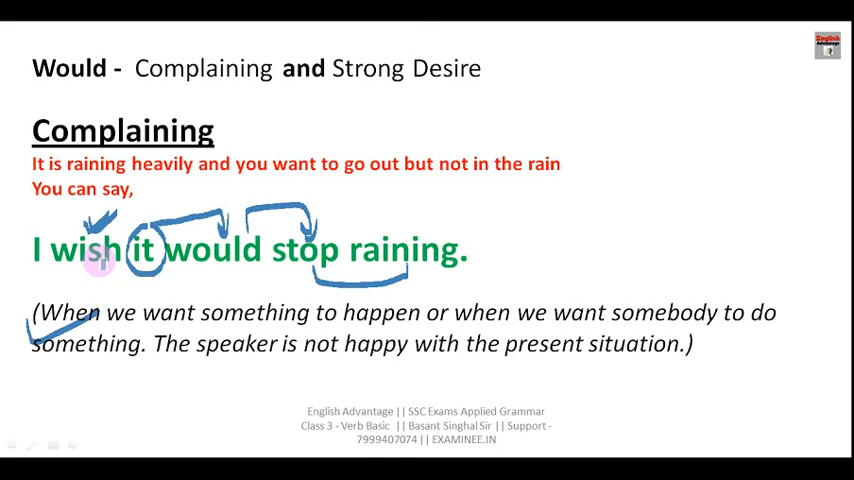 English
Advantage
Would - Complaining and Strong Desire
Complaining
It is raining heavily and you want to go out but not in the rain
You can say,
I wish it would stop raining.
(When we want something to happen or when we want somebody to do
something. The speaker is not happy with the present situation.)
English Advantage || SSC Exams Applied Grammar
Class 3 - Verb Basic || Basant Singhal Sir || Support -
7999407074 || EXAMINEE.IN